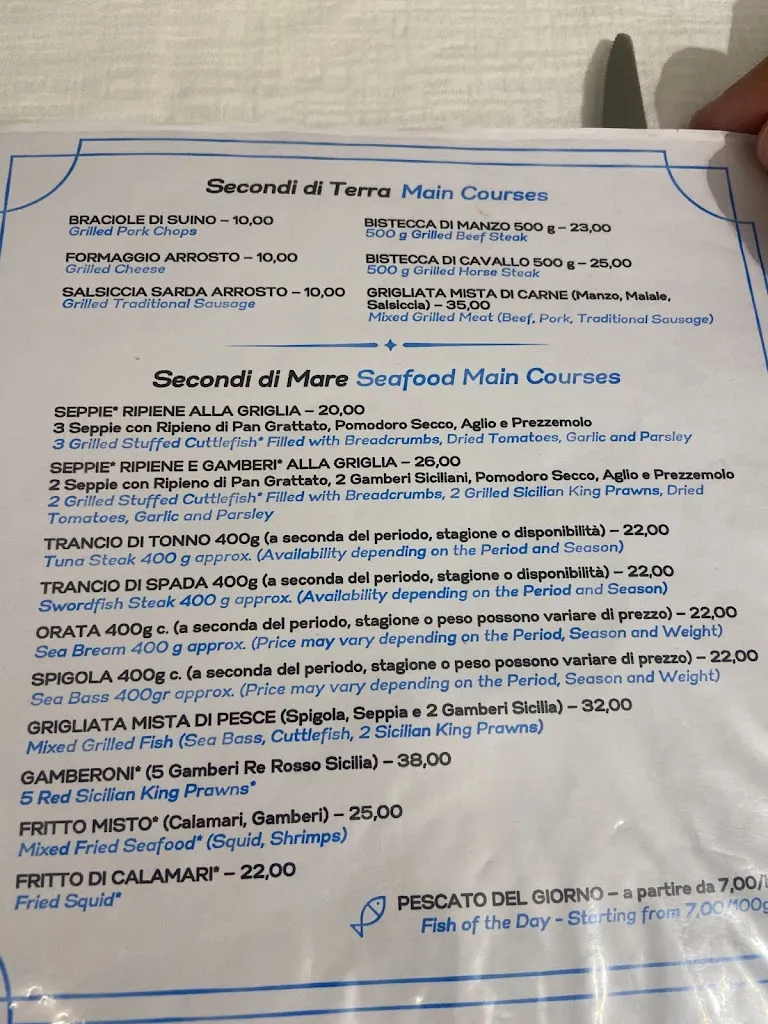 Secondi di Terra Main Courses
BRACIOLE DI SUINO – 10,00
Grilled Pork Chops
FORMAGGIO ARROSTO – 10,00
Grilled Cheese
SALSICCIA SARDA ARROSTO – 10,00
Grilled Traditional Sausage
BISTECCA DI MANZO 500 g – 23,00
500 g Grilled Beef Steak
BISTECCA DI CAVALLO 500 g – 25,00
500 g Grilled Horse Steak
GRIGLIATA MISTA DI CARNE (Manzo, Maiale,
Salsiccia) – 35,00
Mixed Grilled Meat (Beef, Pork, Traditional Sausage)
Secondi di Mare Seafood Main Courses
SEPPIE* RIPIENE ALLA GRIGLIA – 20,00
3 Seppie con Ripieno di Pan Grattato, Pomodoro Secco, Aglio e Prezzemolo
3 Grilled Stuffed Cuttlefish* Filled with Breadcrumbs, Dried Tomatoes, Garlic and Parsley
SEPPIE* RIPIENE E GAMBERI* ALLA GRIGLIA – 26,00
2 Seppie con Ripieno di Pan Grattato, 2 Gamberi Siciliani, Pomodoro Secco, Aglio e Prezzemolo
2 Grilled Stuffed Cuttlefish* Filled with Breadcrumbs, 2 Grilled Sicilian King Prawns, Dried
Tomatoes, Garlic and Parsley
TRANCIO DI TONNO 400g (a seconda del periodo, stagione o disponibilità) – 22,00
Tuna Steak 400 g approx. (Availability depending on the Period and Season)
TRANCIO DI SPADA 400g (a seconda del periodo, stagione o disponibilità) – 22,00
Swordfish Steak 400 g approx. (Availability depending on the Period and Season)
ORATA 400g c. (a seconda del periodo, stagione o peso possono variare di prezzo) – 22,00
Sea Bream 400 g approx. (Price may vary depending on the Period, Season and Weight)
SPIGOLA 400g c. (a seconda del periodo, stagione o peso possono variare di prezzo) – 22,00
Sea Bass 400gr approx. (Price may vary depending on the Period, Season and Weight)
GRIGLIATA MISTA DI PESCE (Spigola, Seppia e 2 Gamberi Sicilia) – 32,00
Mixed Grilled Fish (Sea Bass, Cuttlefish, 2 Sicilian King Prawns)
GAMBERONI* (5 Gamberi Re Rosso Sicilia) – 38,00
5 Red Sicilian King Prawns*
FRITTO MISTO* (Calamari, Gamberi) – 25,00
Mixed Fried Seafood* (Squid, Shrimps)
FRITTO DI CALAMARI* – 22,00
Fried Squid*
PESCATO DEL GIORNO – a partire da 7,00/
Fish of the Day - Starting from 7,00/100g